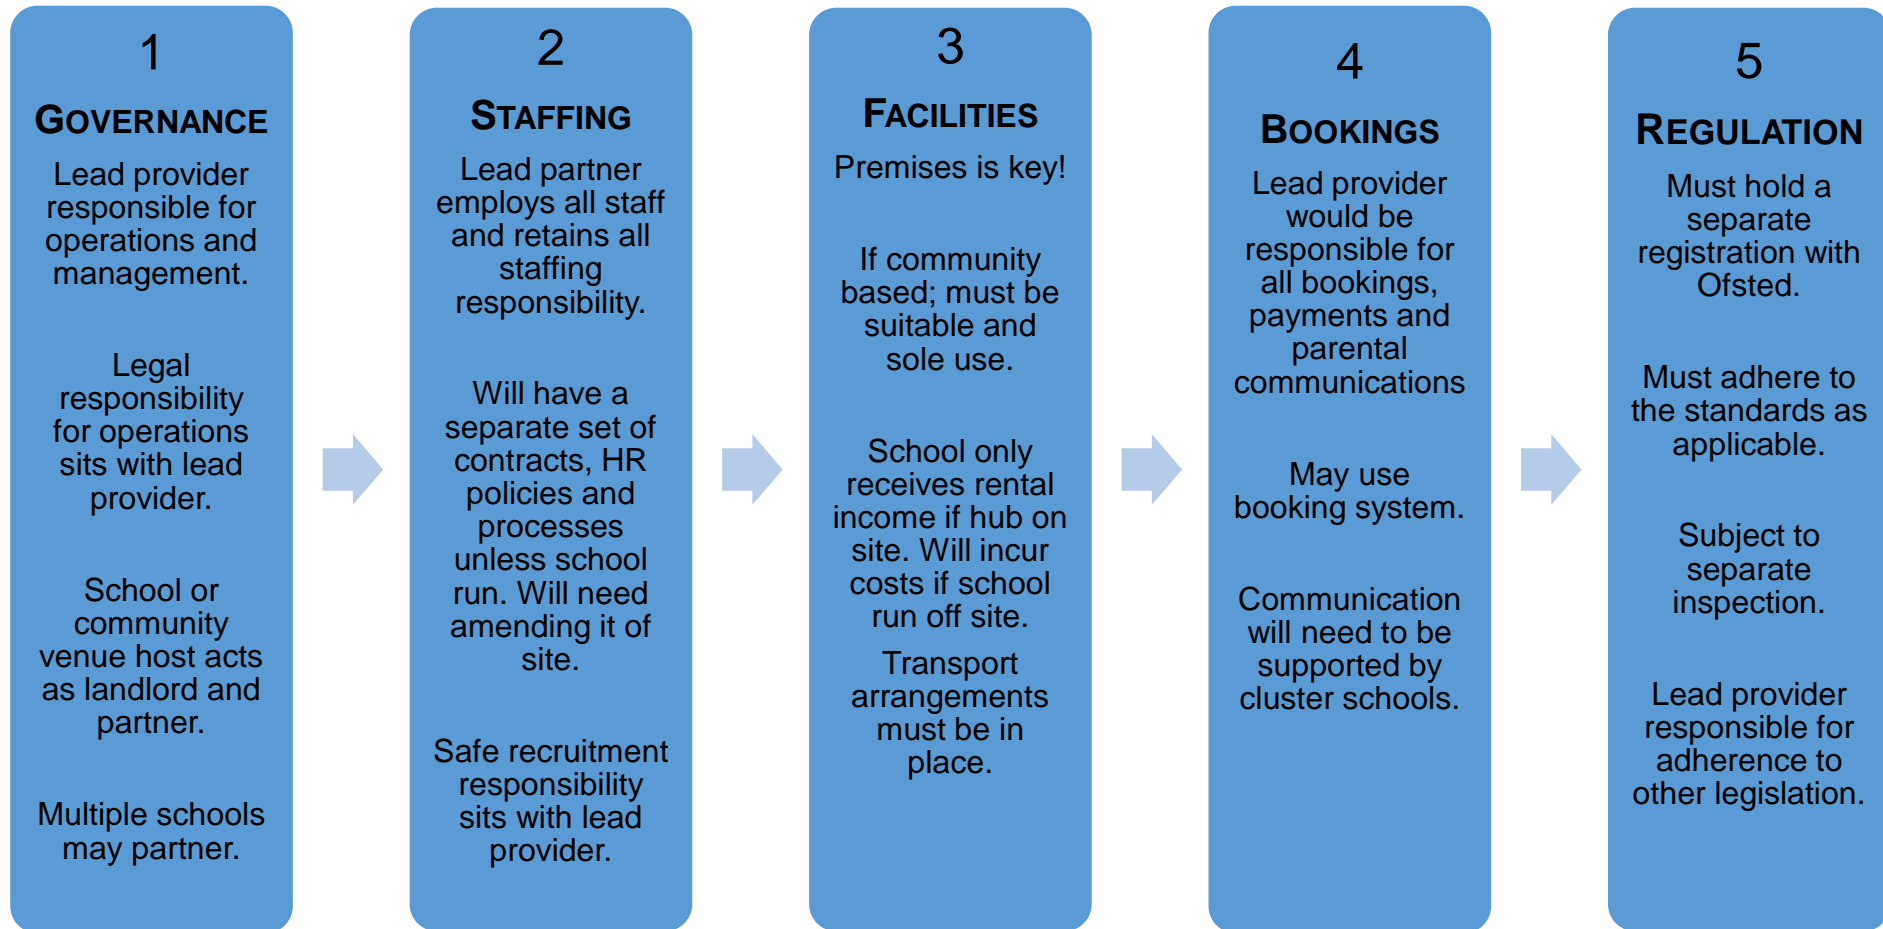 1
GOVERNANCE
Lead provider
responsible for
operations and
management.
Legal
responsibility
for operations
sits with lead
provider.
School or
community
venue host acts
as landlord and
partner.
Multiple schools
may partner.
2
STAFFING
Lead partner
employs all staff
and retains all
staffing
responsibility.
Will have a
separate set of
contracts, HR
policies and
processes
unless school
run. Will need
amending it of
site.
Safe recruitment
responsibility
sits with lead
provider.
3
FACILITIES
Premises is key!
If community
based; must be
suitable and
sole use.
School only
receives rental
income if hub on
site. Will incur
costs if school
run off site.
Transport
arrangements
must be in
place.
4
BOOKINGS
Lead provider
would be
responsible for
all bookings,
payments and
parental
communications
May use
booking system.
Communication
will need to be
supported by
cluster schools.
5
REGULATION
Must hold a
separate
registration with
Ofsted.
Must adhere to
the standards as
applicable.
Subject to
separate
inspection.
Lead provider
responsible for
adherence to
other legislation.